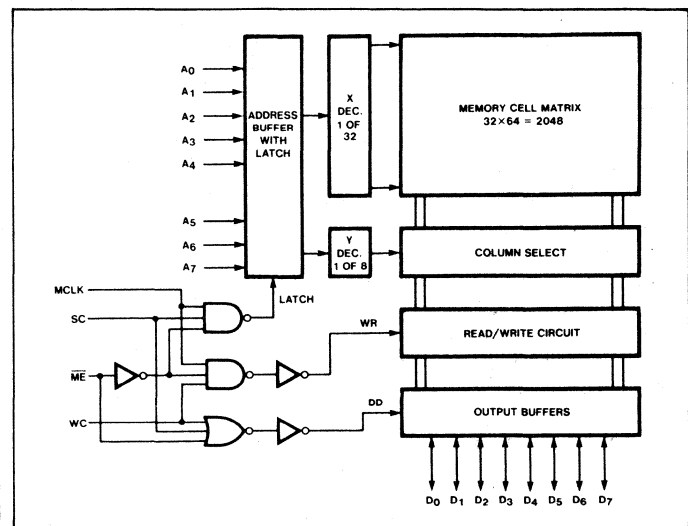 A0
A1
A2
A3
A4
A5
A6
A7
ADDRESS
BUFFER
WITH
LATCH
X
DEC.
1 OF
32
MEMORY CELL MATRIX
32×64 = 2048
Y
DEC.
1 OF 8
COLUMN SELECT
MCLK
LATCH
SC
WR
READ/WRITE CIRCUIT
ME
WC
DD
OUTPUT BUFFERS
D0 D1 D2 D3 D4 D5 D6 D7